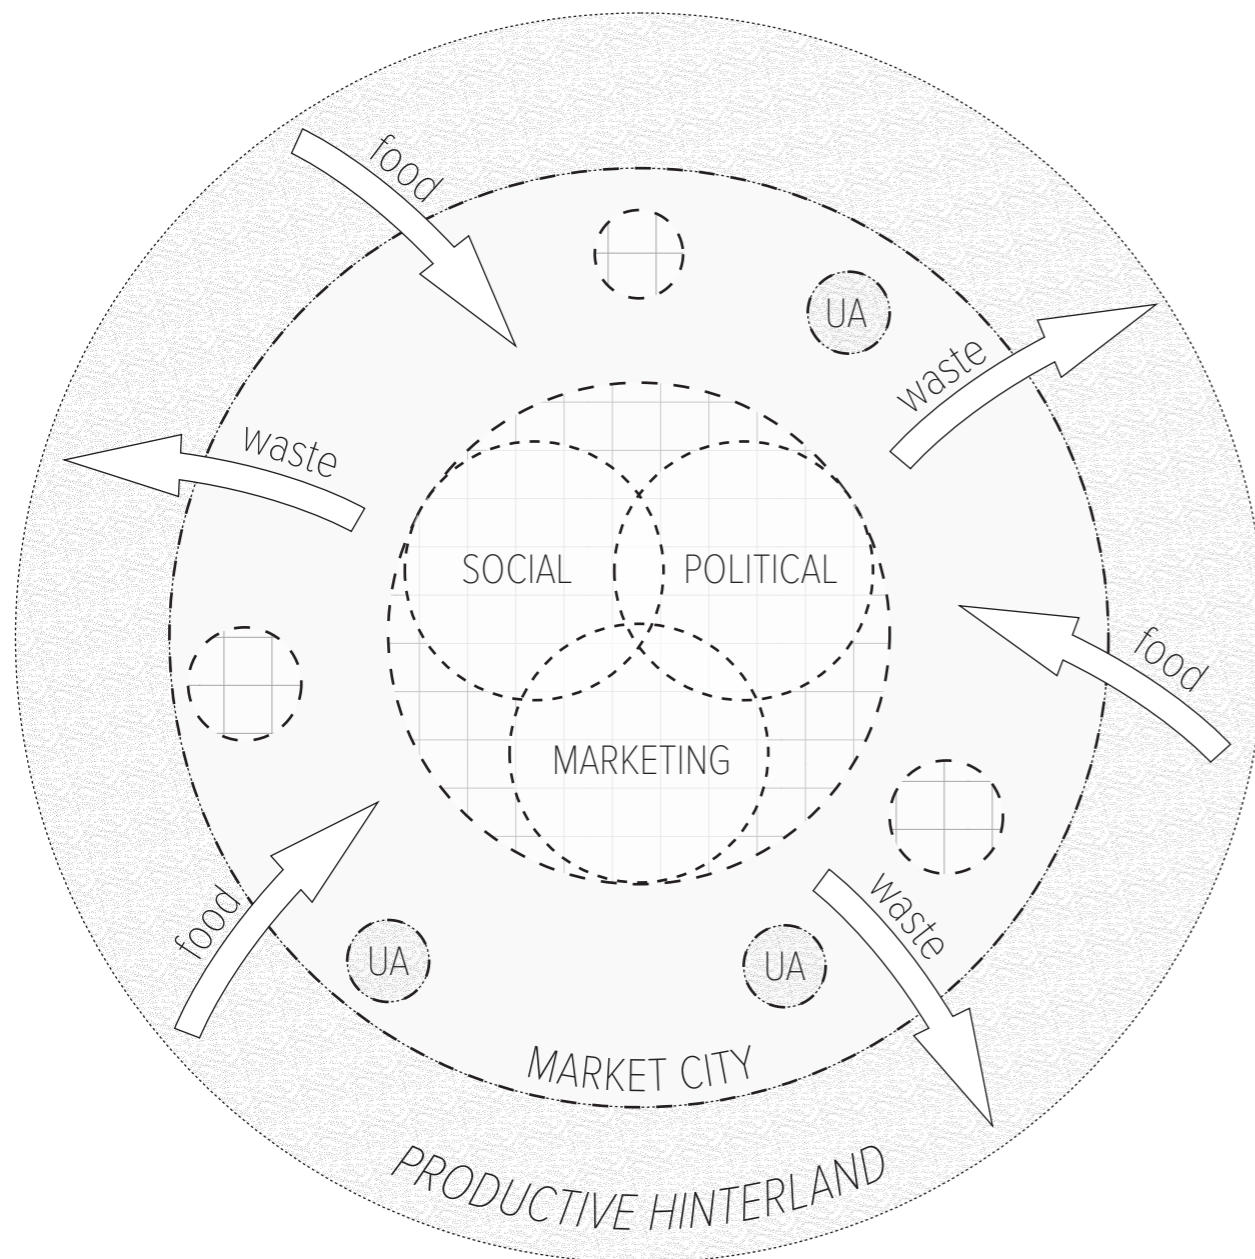 food
UA
waste
waste
SOCIAL
POLITICAL
food
MARKETING
food
waste
UA
UA
MARKET CITY
PRODUCTIVE HINTERLAND